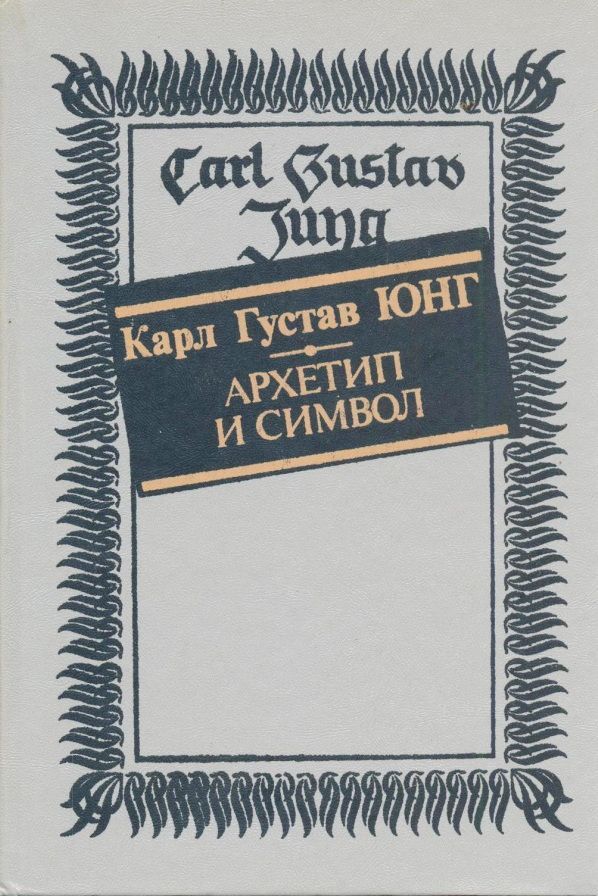 Carl Gustav
Jung
Карл Густав ЮНГ
АРХЕТИП
И СИМВОЛ